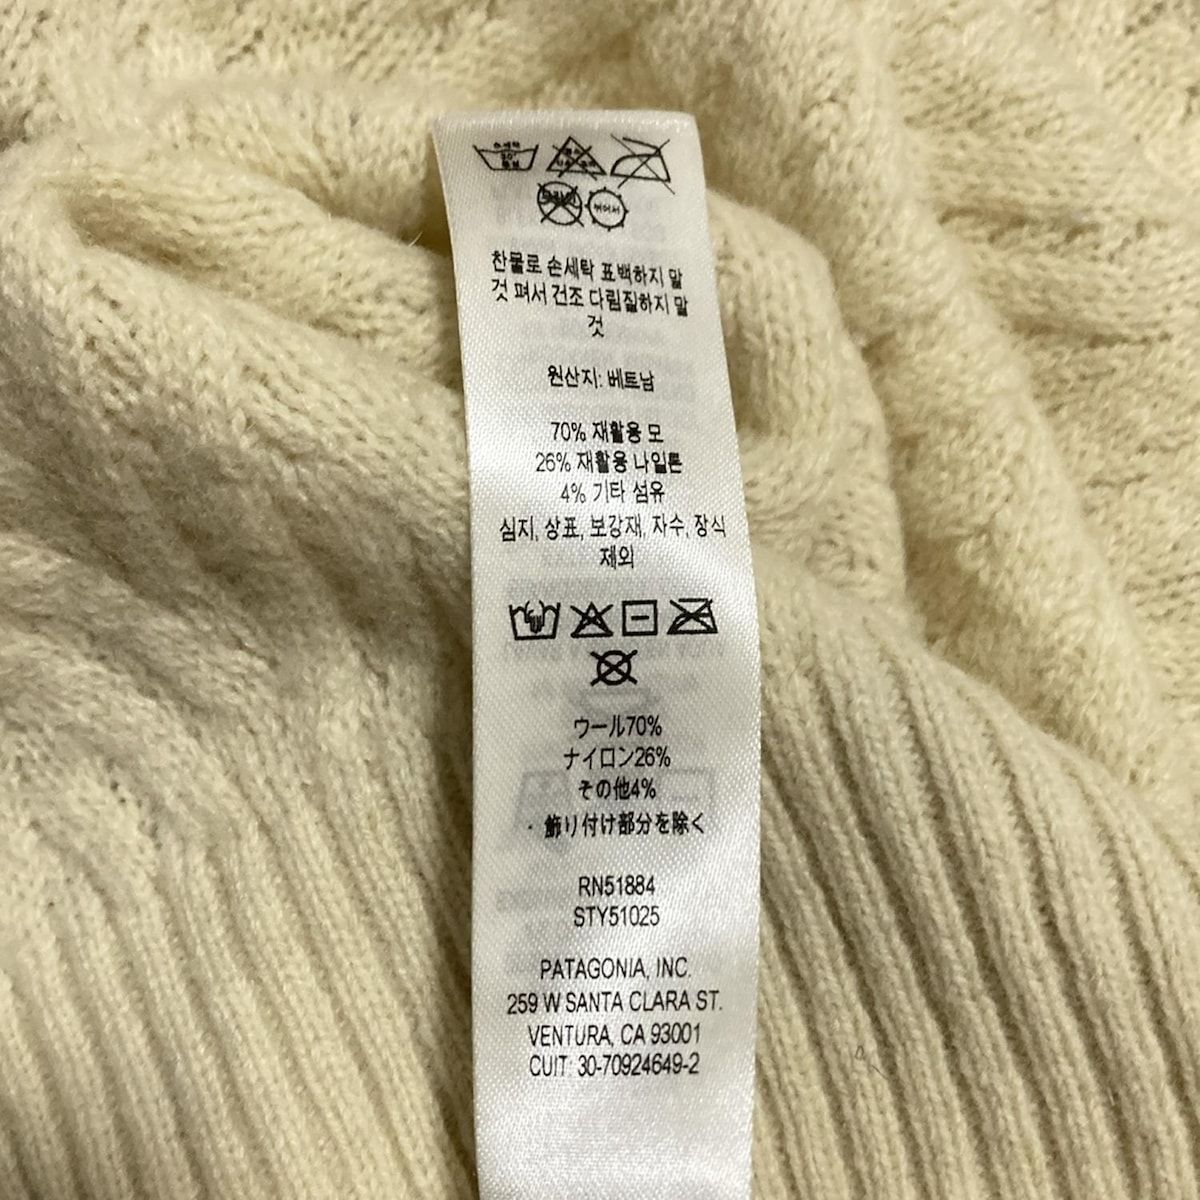 찬물로 손세탁 표백하지 말
것 펴서 건조 다림질하지 말
것
원산지: 베트남
70% 재활용 모
26% 재활용 나일론
4% 기타 섬유
심지, 상표, 보강재, 자수, 장식
제외
ウール70%
ナイロン26%
その他4%
・飾り付け部分を除く
RN51884
STY51025
PATAGONIA, INC.
259 W SANTA CLARA ST.
VENTURA, CA 93001
CUIT: 30-70924649-2